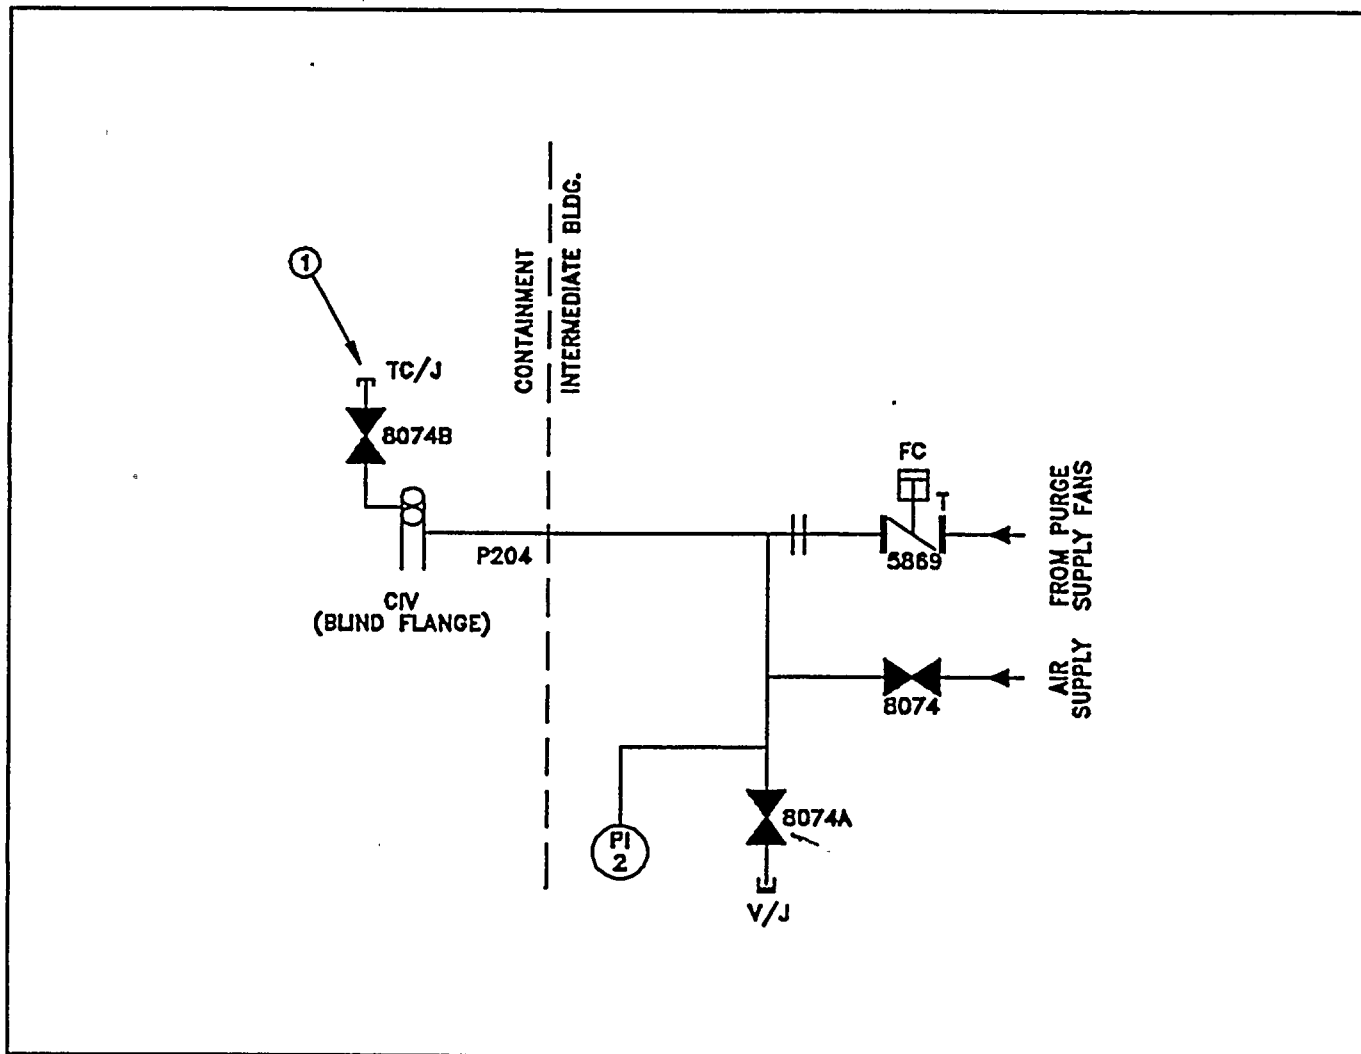 CONTAINMENT
INTERMEDIATE BLDG.
1
TC/J
8074B
P204
CIV
(BLIND FLANGE)
FC
T
5869
FROM PURGE
SUPPLY FANS
8074
AIR
SUPPLY
8074A
PI
2
V/J